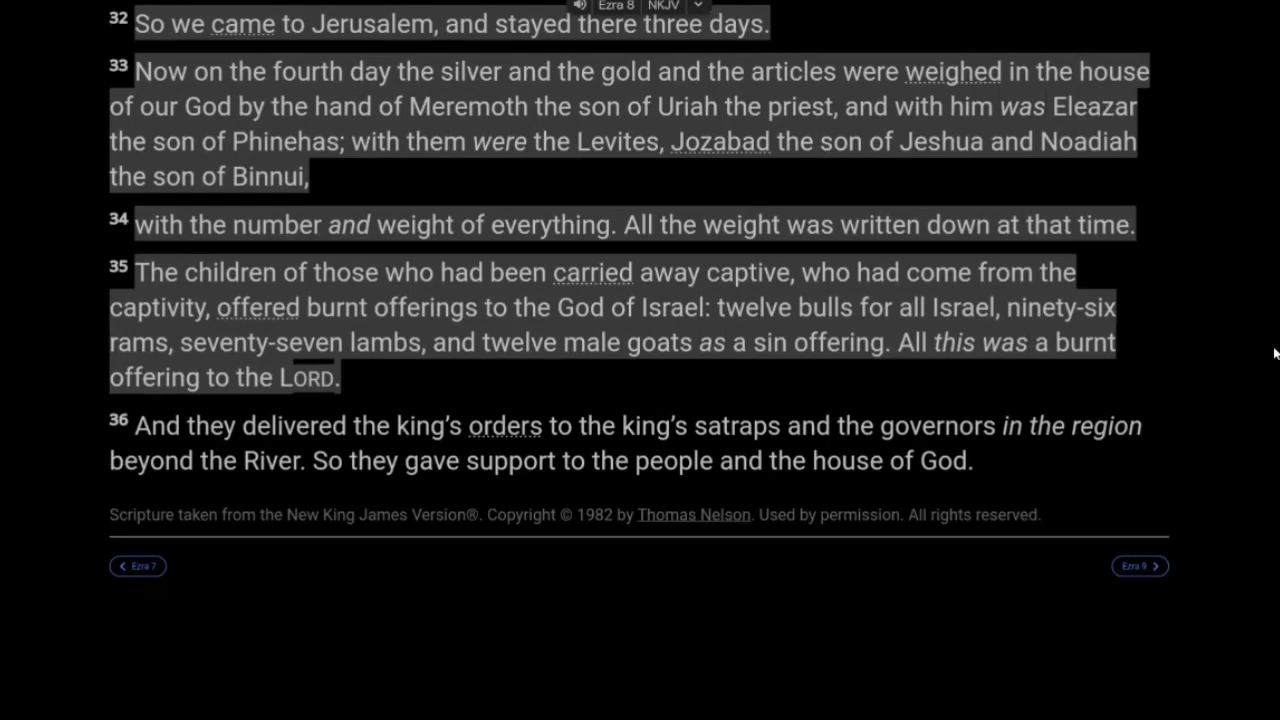 Ezra 8 NKJV
32 So we came to Jerusalem, and stayed there three days.
33 Now on the fourth day the silver and the gold and the articles were weighed in the house
of our God by the hand of Meremoth the son of Uriah the priest, and with him was Eleazar
the son of Phinehas; with them were the Levites, Jozabad the son of Jeshua and Noadiah
the son of Binnui,
34 with the number and weight of everything. All the weight was written down at that time.
35 The children of those who had been carried away captive, who had come from the
captivity, offered burnt offerings to the God of Israel: twelve bulls for all Israel, ninety-six
rams, seventy-seven lambs, and twelve male goats as a sin offering. All this was a burnt
offering to the LORD.
36 And they delivered the king’s orders to the king’s satraps and the governors in the region
beyond the River. So they gave support to the people and the house of God.
Scripture taken from the New King James Version®. Copyright © 1982 by Thomas Nelson. Used by permission. All rights reserved.
Ezra 7
Ezra 9